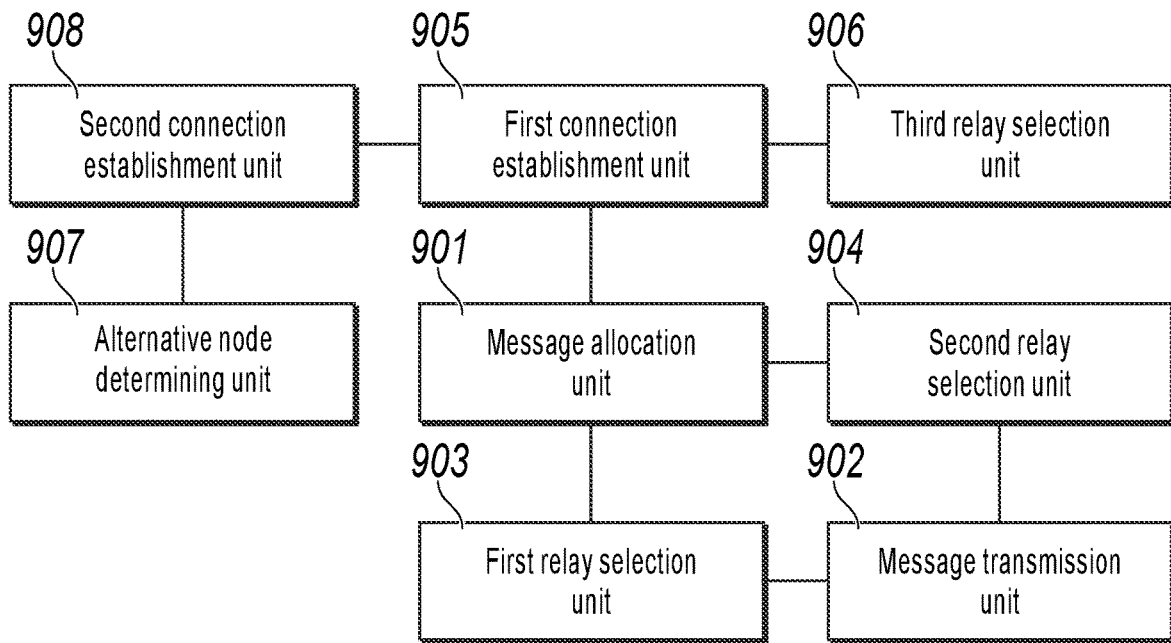 908
905
906
Second connection
establishment unit
First connection
establishment unit
Third relay selection
unit
907
901
904
Alternative node
determining unit
Message allocation
unit
Second relay
selection unit
903
902
First relay selection
unit
Message transmission
unit